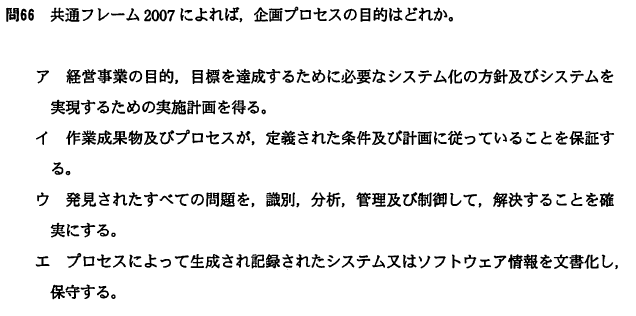 問66 共通フレーム2007によれば，企画プロセスの目的はどれか。
ア 経営事業の目的，目標を達成するために必要なシステム化の方針及びシステムを
実現するための実施計画を得る。
イ 作業成果物及びプロセスが，定義された条件及び計画に従っていることを保証す
る。
ウ 発見されたすべての問題を，識別，分析，管理及び制御して，解決することを確
実にする。
エ プロセスによって生成され記録されたシステム又はソフトウェア情報を文書化し，
保守する。